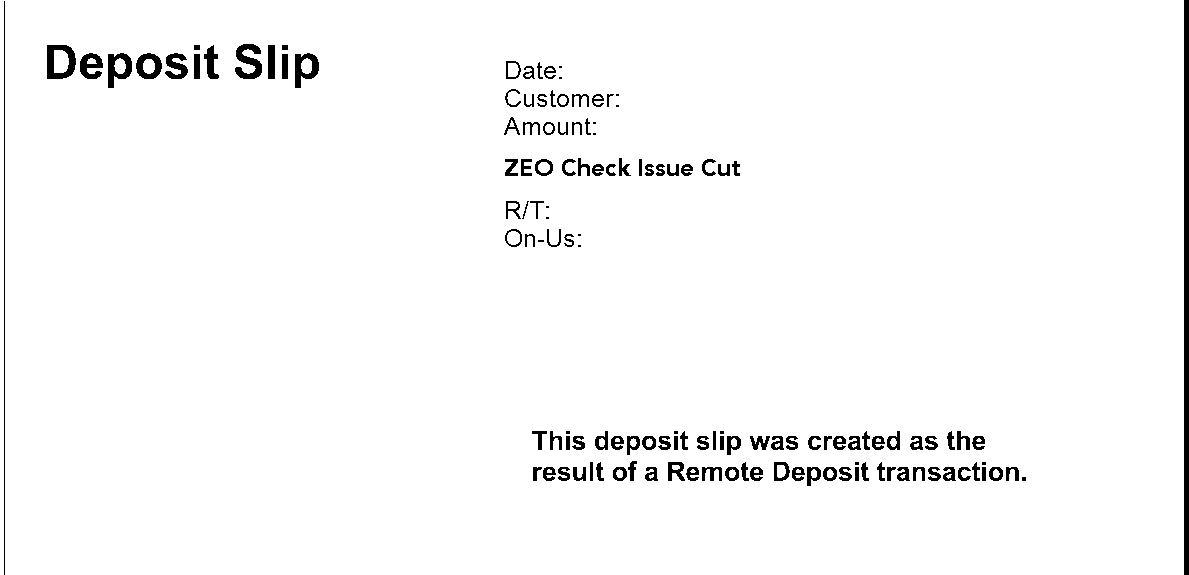 Deposit Slip
Date:
Customer:
Amount:
ZEO Check Issue Cut
R/T:
On-Us:
This deposit slip was created as the
result of a Remote Deposit transaction.